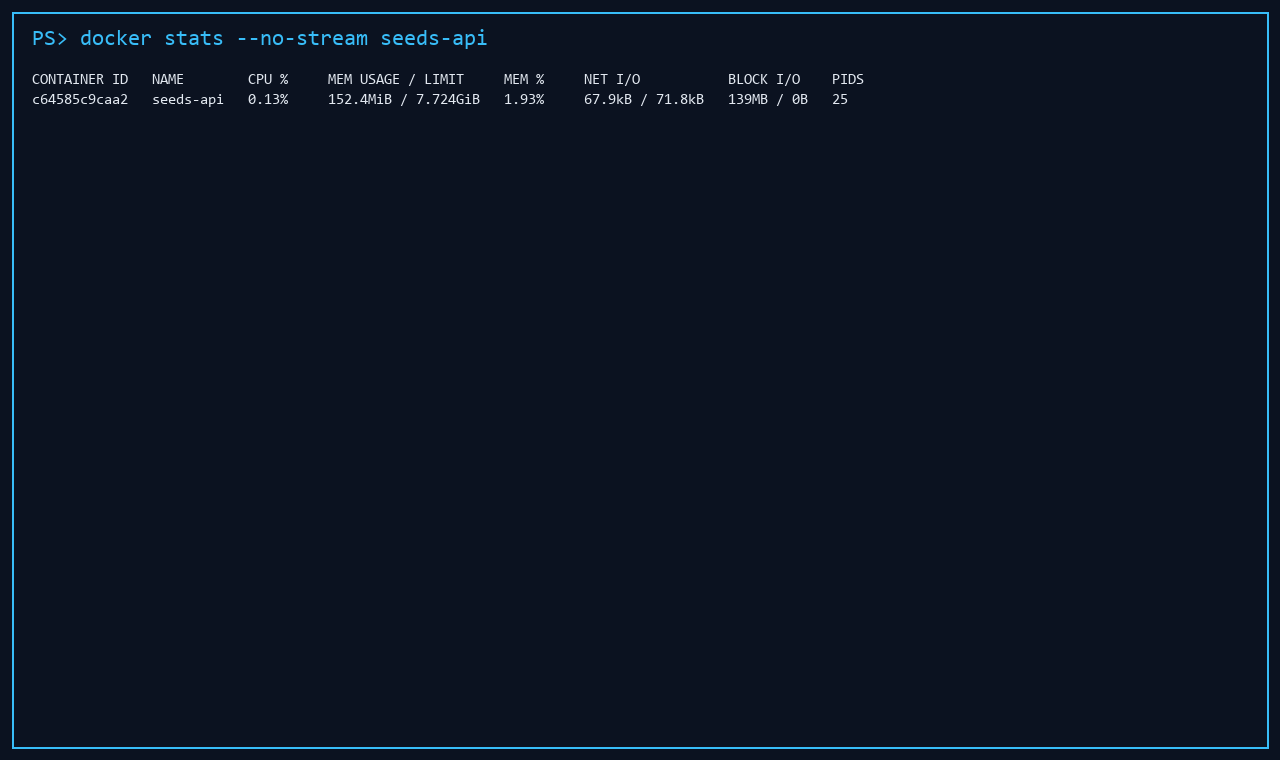 PS> docker stats --no-stream seeds-api
CONTAINER ID   NAME        CPU %     MEM USAGE / LIMIT     MEM %     NET I/O           BLOCK I/O    PIDS
c64585c9caa2   seeds-api   0.13%     152.4MiB / 7.724GiB   1.93%     67.9kB / 71.8kB   139MB / 0B   25